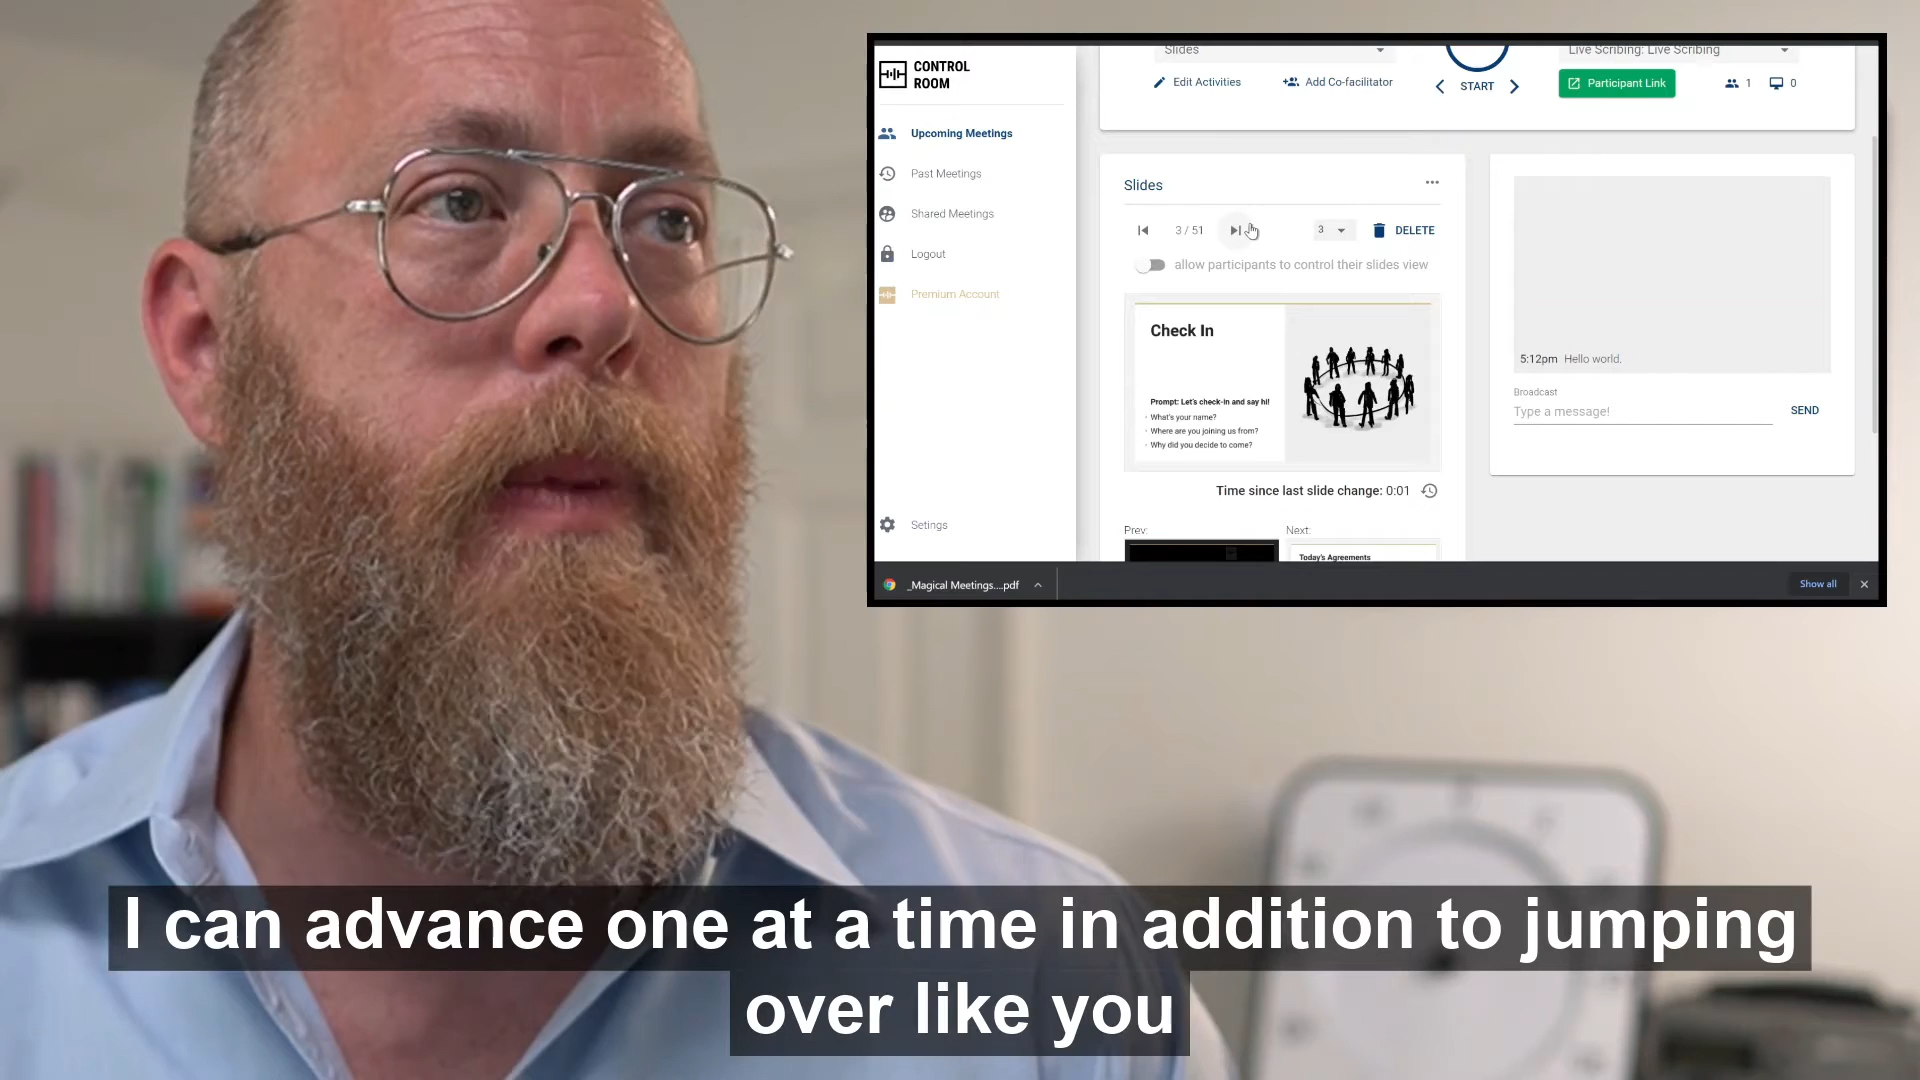 CONTROL
ROOM
Upcoming Meetings
Past Meetings
Shared Meetings
Logout
Premium Account
Setings
Slides
Edit Activities
Add Co-facilitator
START
Live Scribing: Live Scribing
Participant Link
1
0
Slides
3 / 51
3
DELETE
allow participants to control their slides view
Check In
Prompt: Let's check-in and say hi!
· What's your name?
· Where are you joining us from?
· Why did you decide to come?
Time since last slide change: 0:01
Prev:
Next:
Today's Agreements
5:12pm Hello world.
Broadcast
Type a message!
SEND
_Magical Meetings....pdf
Show all
I can advance one at a time in addition to jumping
over like you